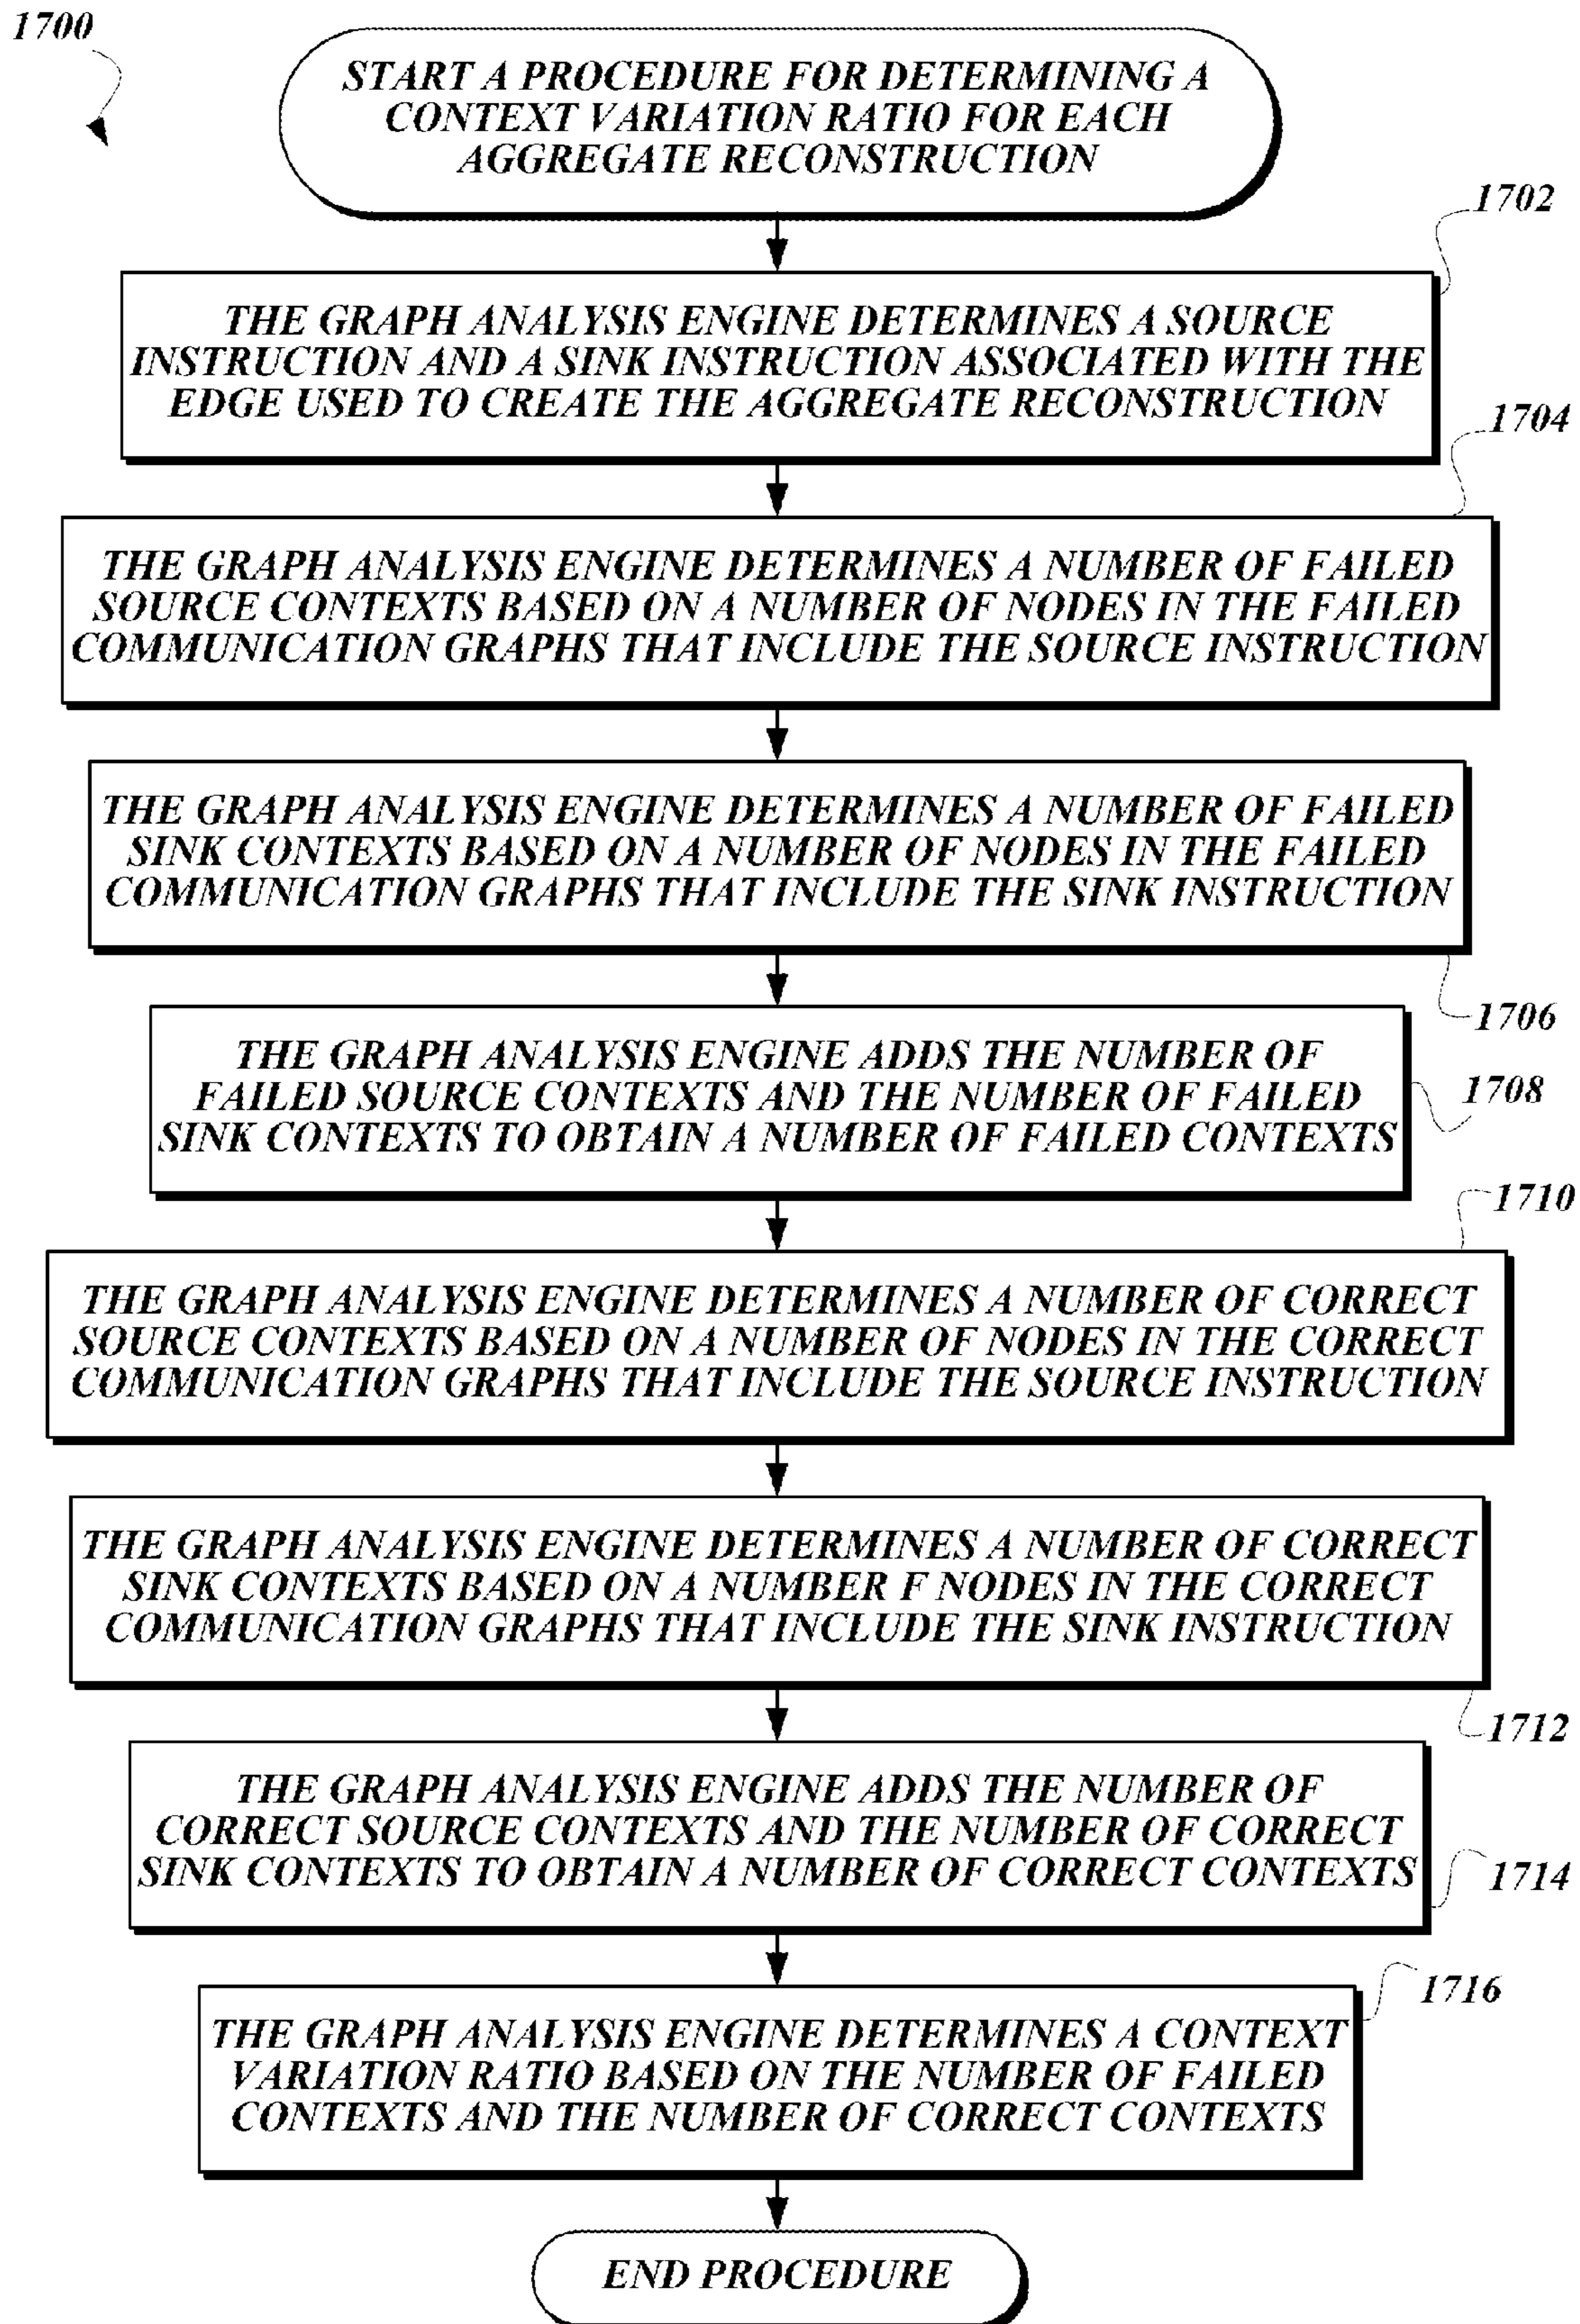 1700
START A PROCEDURE FOR DETERMINING A
CONTEXT VARIATION RATIO FOR EACH
AGGREGATE RECONSTRUCTION
1702
THE GRAPH ANALYSIS ENGINE DETERMINES A SOURCE
INSTRUCTION AND A SINK INSTRUCTION ASSOCIATED WITH THE
EDGE USED TO CREATE THE AGGREGATE RECONSTRUCTION
1704
THE GRAPH ANALYSIS ENGINE DETERMINES A NUMBER OF FAILED
SOURCE CONTEXTS BASED ON A NUMBER OF NODES IN THE FAILED
COMMUNICATION GRAPHS THAT INCLUDE THE SOURCE INSTRUCTION
THE GRAPH ANALYSIS ENGINE DETERMINES A NUMBER OF FAILED
SINK CONTEXTS BASED ON A NUMBER OF NODES IN THE FAILED
COMMUNICATION GRAPHS THAT INCLUDE THE SINK INSTRUCTION
1706
THE GRAPH ANALYSIS ENGINE ADDS THE NUMBER OF
FAILED SOURCE CONTEXTS AND THE NUMBER OF FAILED
SINK CONTEXTS TO OBTAIN A NUMBER OF FAILED CONTEXTS
1708
1710
THE GRAPH ANALYSIS ENGINE DETERMINES A NUMBER OF CORRECT
SOURCE CONTEXTS BASED ON A NUMBER OF NODES IN THE CORRECT
COMMUNICATION GRAPHS THAT INCLUDE THE SOURCE INSTRUCTION
THE GRAPH ANALYSIS ENGINE DETERMINES A NUMBER OF CORRECT
SINK CONTEXTS BASED ON A NUMBER F NODES IN THE CORRECT
COMMUNICATION GRAPHS THAT INCLUDE THE SINK INSTRUCTION
1712
THE GRAPH ANALYSIS ENGINE ADDS THE NUMBER OF
CORRECT SOURCE CONTEXTS AND THE NUMBER OF CORRECT
SINK CONTEXTS TO OBTAIN A NUMBER OF CORRECT CONTEXTS
1714
1716
THE GRAPH ANALYSIS ENGINE DETERMINES A CONTEXT
VARIATION RATIO BASED ON THE NUMBER OF FAILED
CONTEXTS AND THE NUMBER OF CORRECT CONTEXTS
END PROCEDURE